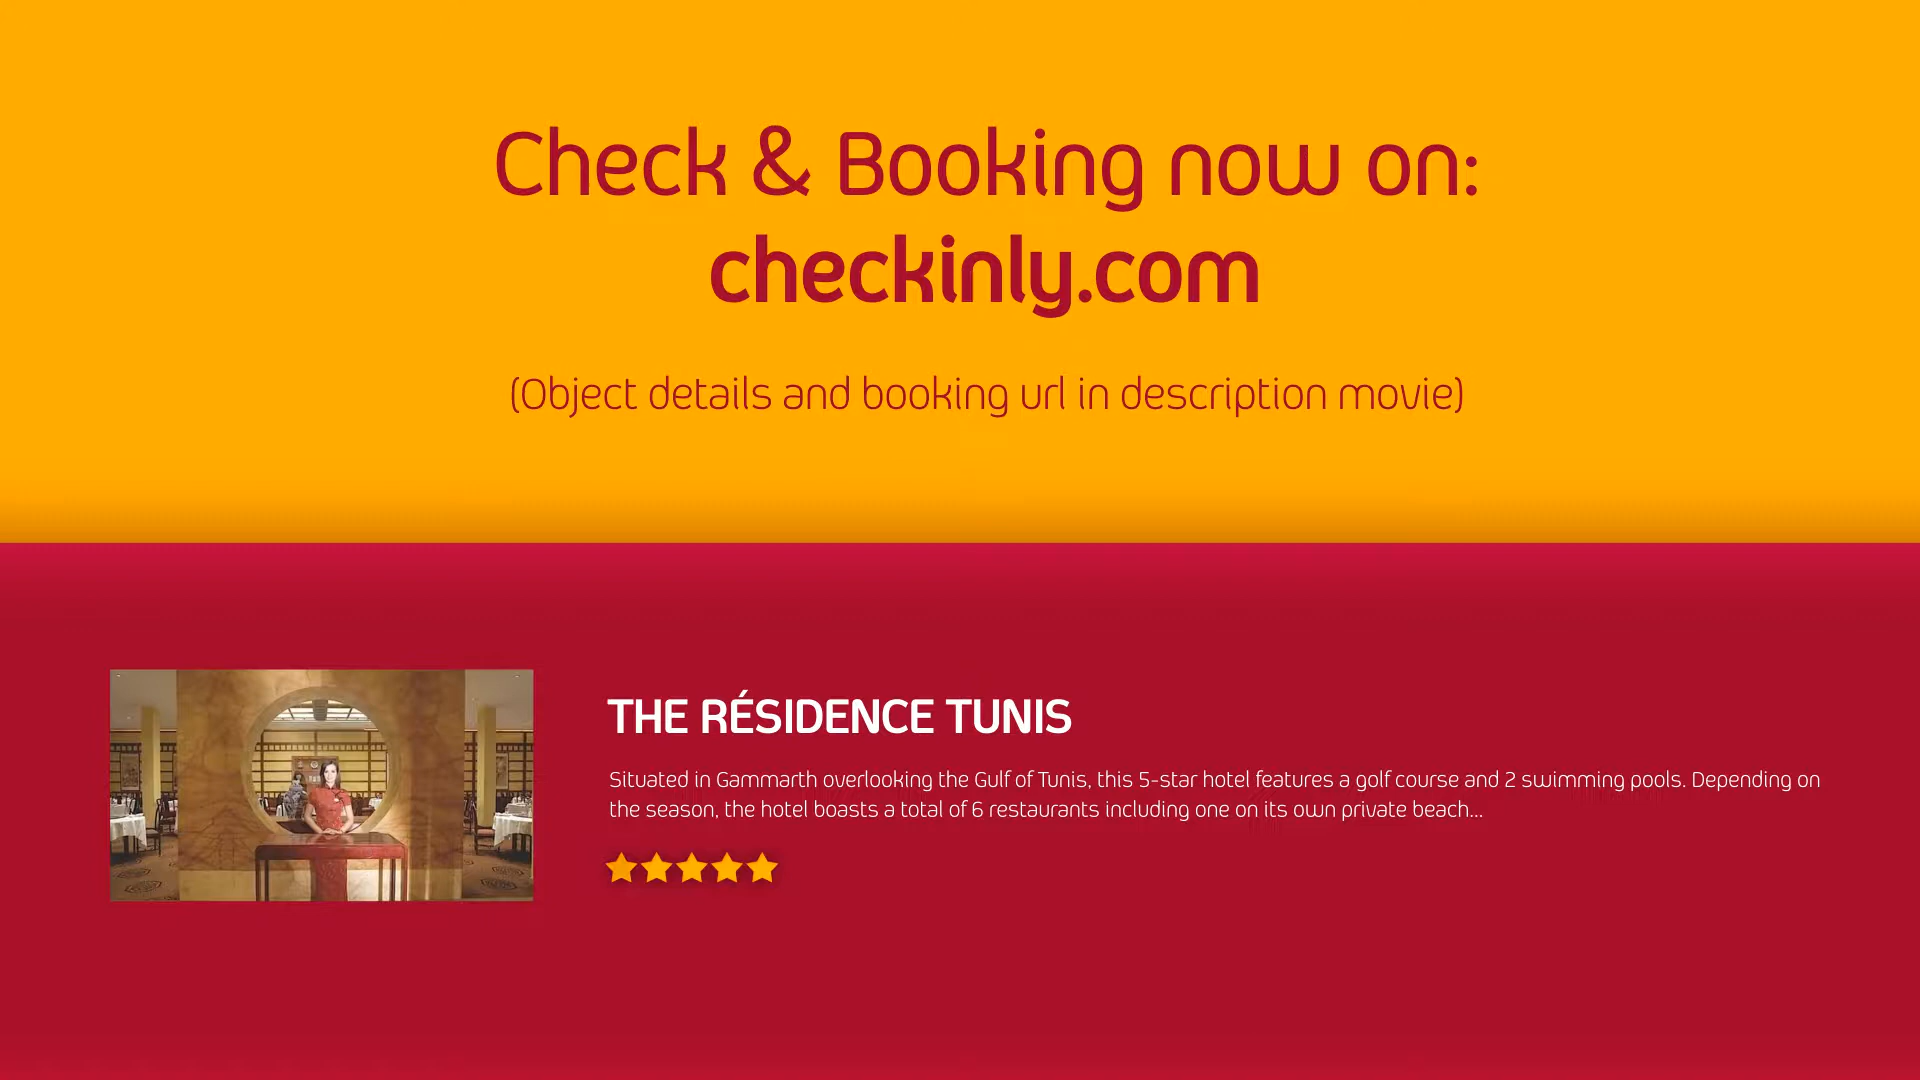 Check & Booking now on:
checkinly.com
(Object details and booking url in description movie)
THE RÉSIDENCE TUNIS
Situated in Gammarth overlooking the Gulf of Tunis, this 5-star hotel features a golf course and 2 swimming pools. Depending on
the season, the hotel boasts a total of 6 restaurants including one on its own private beach...